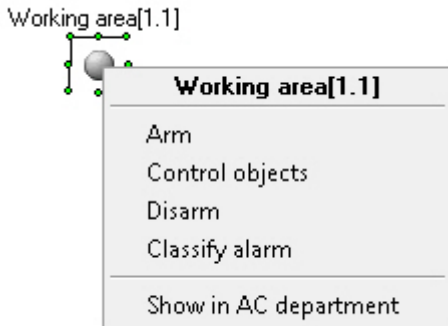 Working area[1.1]
Working area[1.1]
Arm
Control objects
Disarm
Classify alarm
Show in AC department